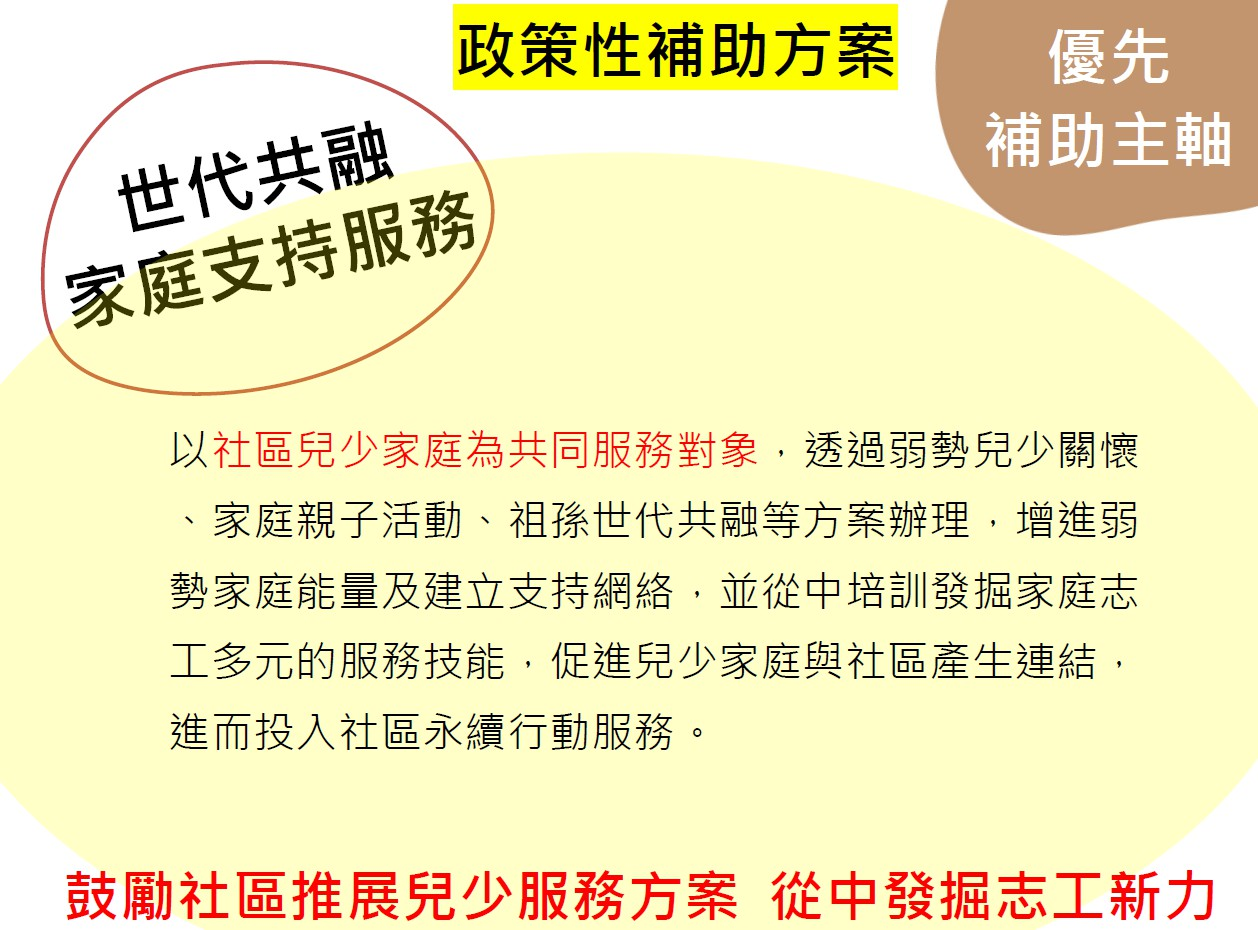 政策性補助方案
優先
補助主軸
世代共融
家庭支持服務
以社區兒少家庭為共同服務對象，透過弱勢兒少關懷
、家庭親子活動、祖孫世代共融等方案辦理，增進弱
勢家庭能量及建立支持網絡，並從中培訓發掘家庭志
工多元的服務技能，促進兒少家庭與社區產生連結，
進而投入社區永續行動服務。
鼓勵社區推展兒少服務方案 從中發掘志工新力